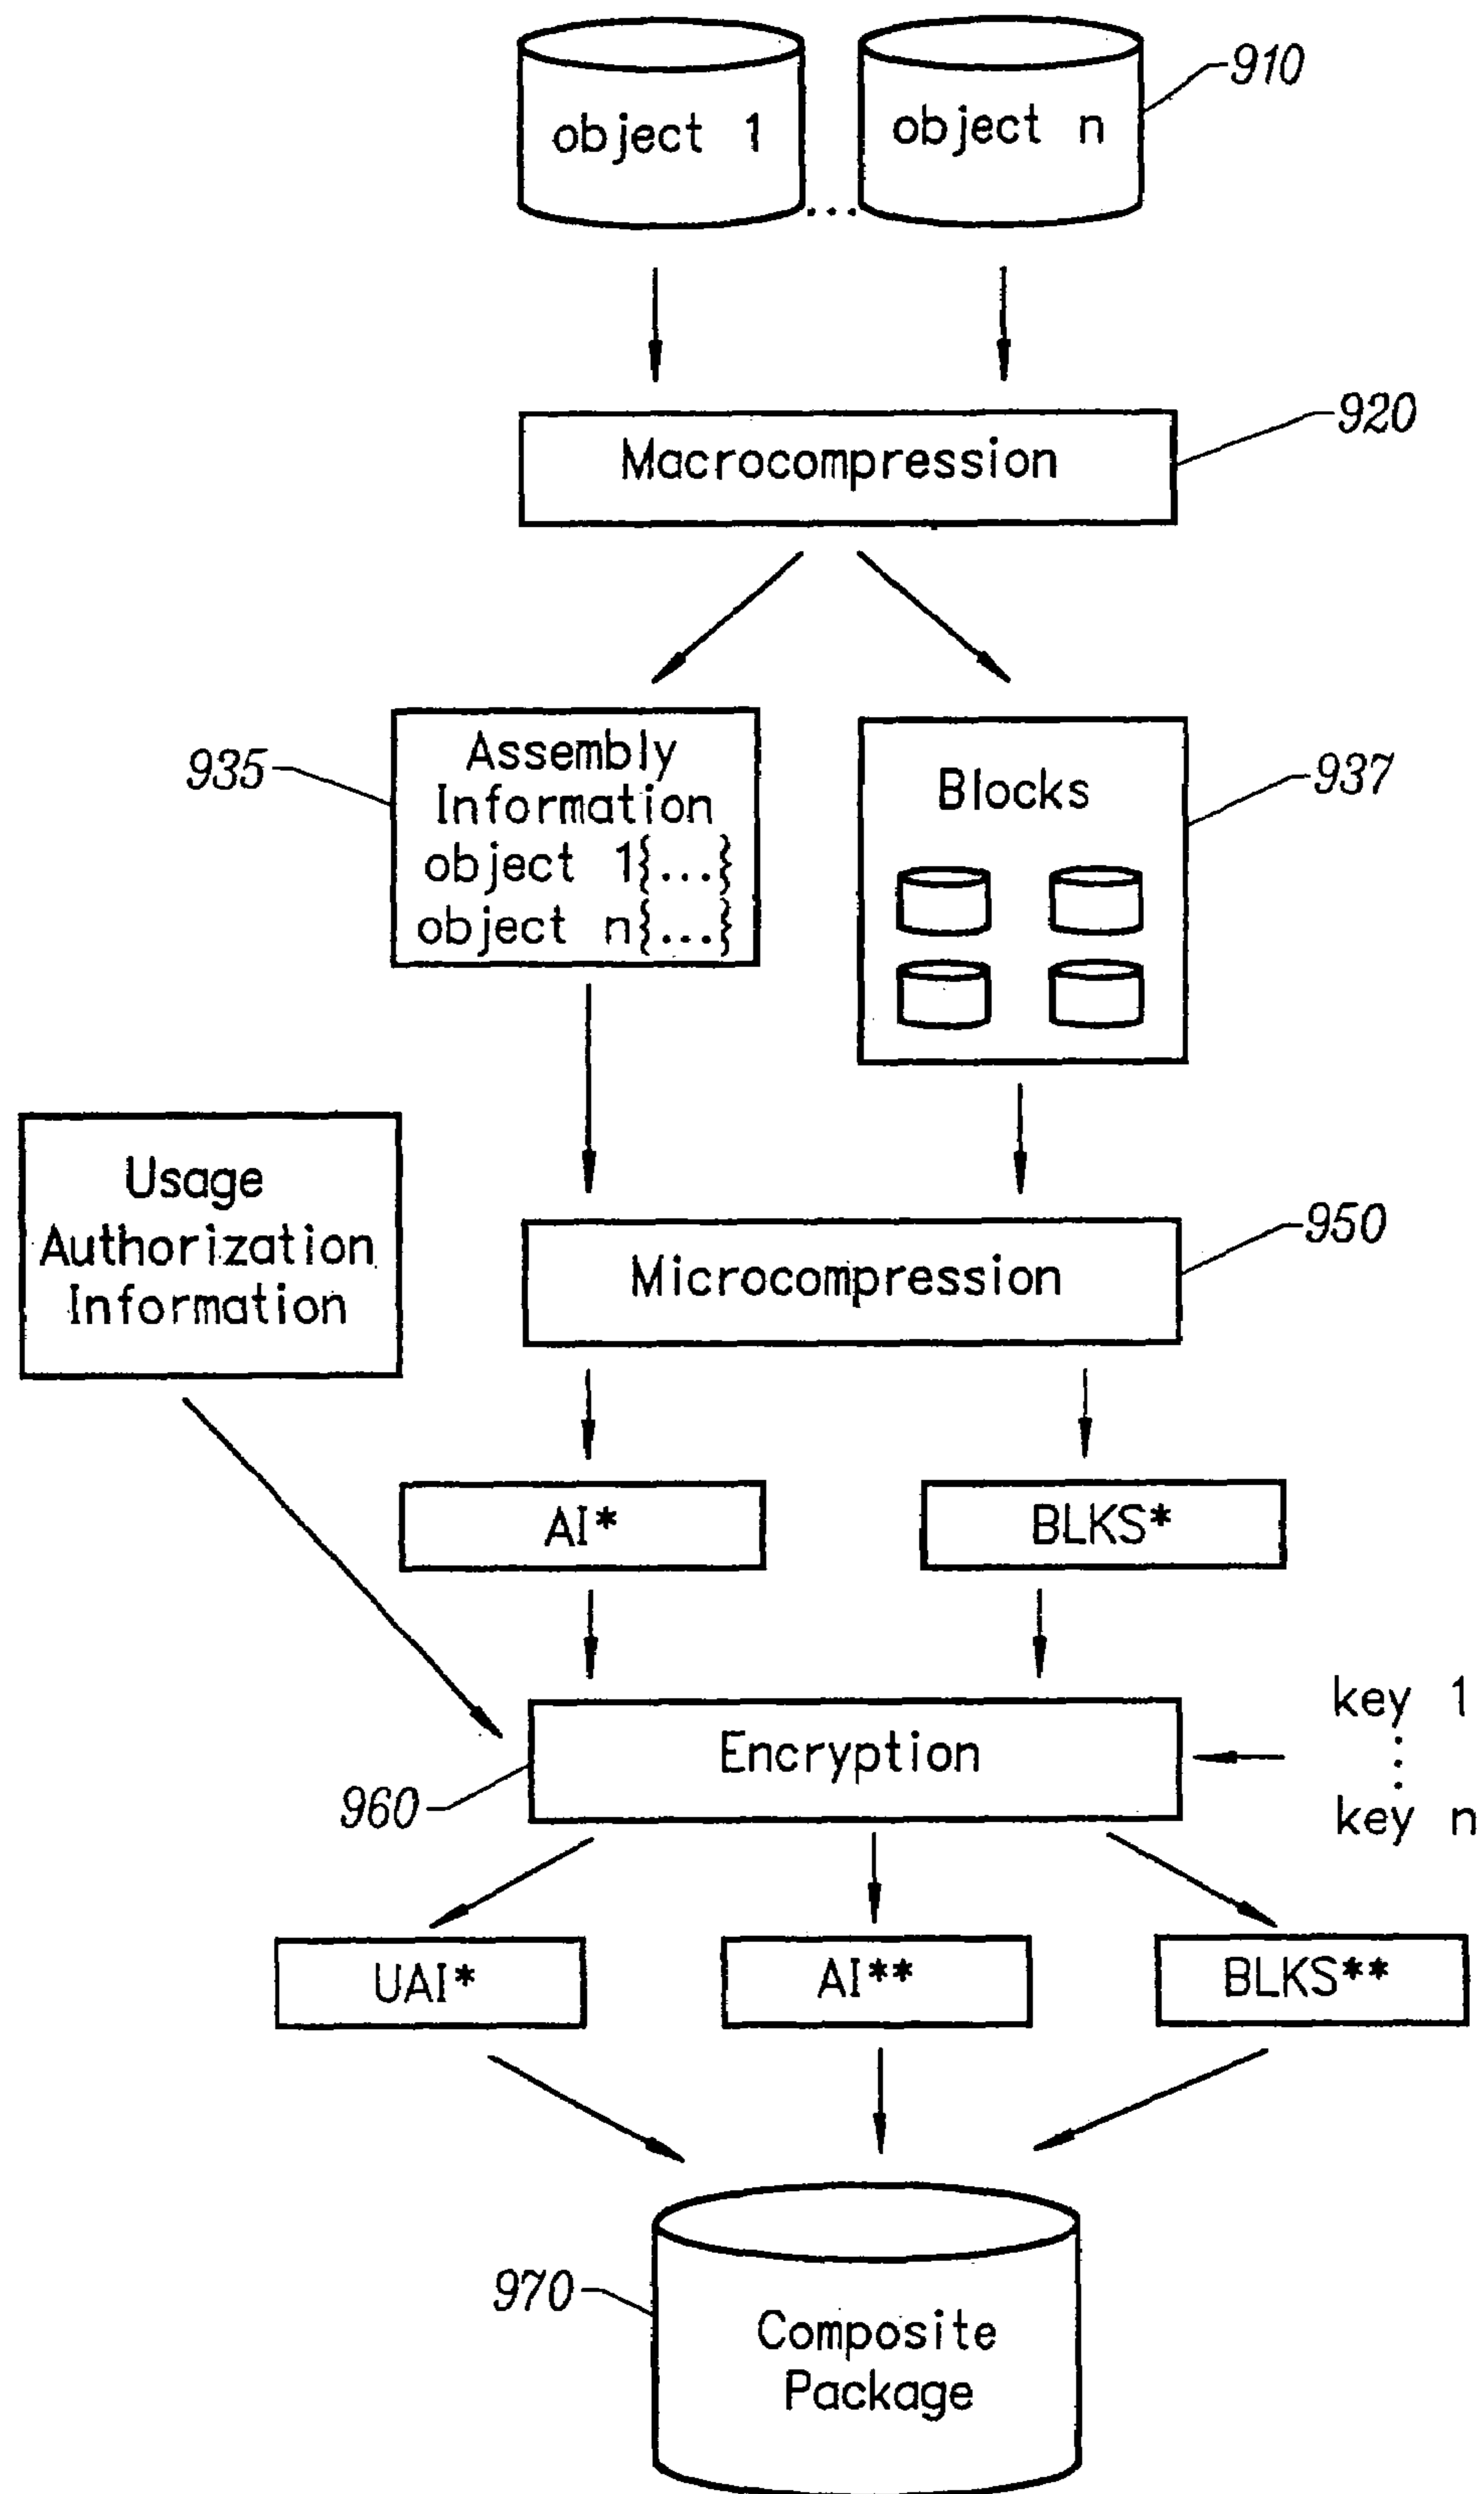 910
object 1
object n
...
920
Macrocompression
935
Assembly
Information
object 1{...}
object n{...}
Blocks
937
Usage
Authorization
Information
950
Microcompression
AI*
BLKS*
Encryption
960
key 1
:
key n
UAI*
AI**
BLKS**
970
Composite
Package